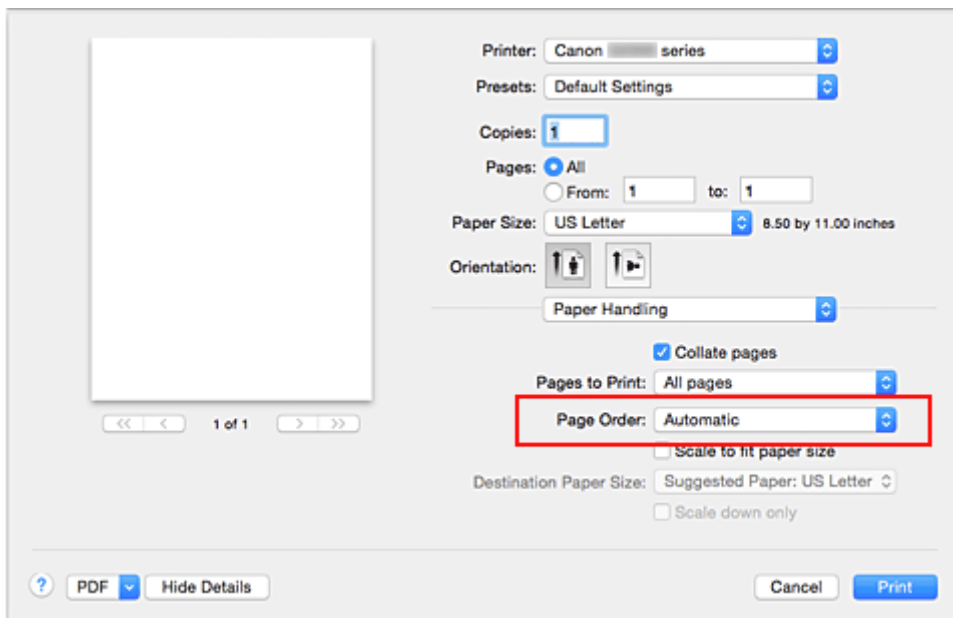 Printer: Canon series
Presets: Default Settings
Copies: 1
Pages: All
From: 1 to: 1
Paper Size: US Letter 8.50 by 11.00 inches
Orientation:
Paper Handling
Collate pages
Pages to Print: All pages
Page Order: Automatic
Scale to fit paper size
Destination Paper Size: Suggested Paper: US Letter
Scale down only
1 of 1
? PDF Hide Details Cancel Print